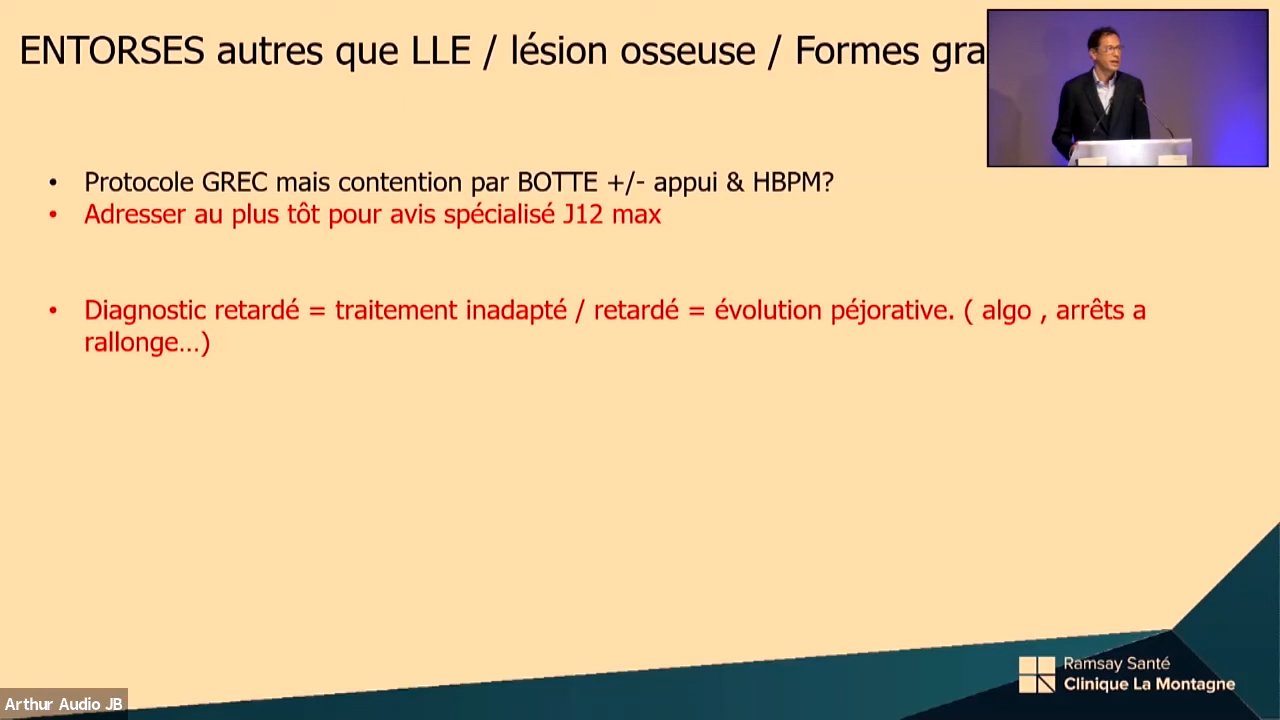 ENTORSES autres que LLE / lésion osseuse / Formes gra
• Protocole GREC mais contention par BOTTE +/- appui & HBPM?
• Adresser au plus tôt pour avis spécialisé J12 max
• Diagnostic retardé = traitement inadapté / retardé = évolution péjorative. ( algo , arrêts a
rallonge...)
Ramsay Santé
Clinique La Montagne
Arthur Audio JB